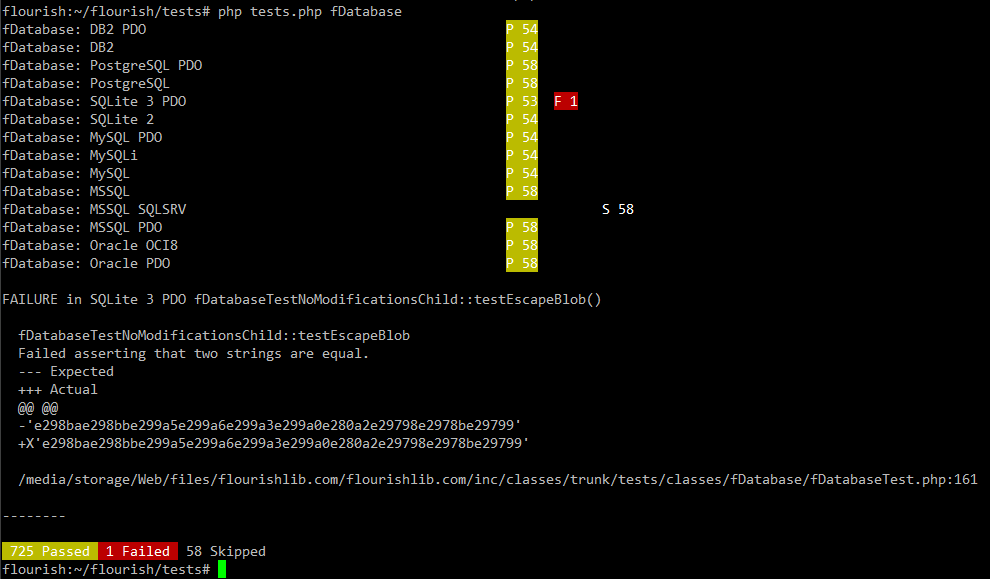 flourish:~/flourish/tests# php tests.php fDatabase
fDatabase: DB2 PDO P 54
fDatabase: DB2 P 54
fDatabase: PostgreSQL PDO P 58
fDatabase: PostgreSQL P 58
fDatabase: SQLite 3 PDO P 53 F 1
fDatabase: SQLite 2 P 54
fDatabase: MySQL PDO P 54
fDatabase: MySQLi P 54
fDatabase: MySQL P 54
fDatabase: MSSQL P 58
fDatabase: MSSQL SQLSRV S 58
fDatabase: MSSQL PDO P 58
fDatabase: Oracle OCI8 P 58
fDatabase: Oracle PDO P 58
FAILURE in SQLite 3 PDO fDatabaseTestNoModificationsChild::testEscapeBlob()
fDatabaseTestNoModificationsChild::testEscapeBlob
Failed asserting that two strings are equal.
--- Expected
+++ Actual
@@ @@
-'e298bae298bbe299a5e299a6e299a3e299a0e280a2e29798e2978be29799'
+X'e298bae298bbe299a5e299a6e299a3e299a0e280a2e29798e2978be29799'
/media/storage/Web/files/flourishlib.com/flourishlib.com/inc/classes/trunk/tests/classes/fDatabase/fDatabaseTest.php:161
--------
725 Passed 1 Failed 58 Skipped
flourish:~/flourish/tests#